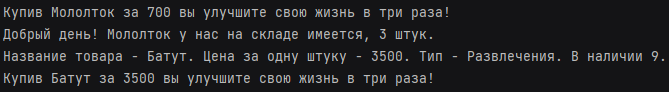 Купив Мололток за 700 вы улучшите свою жизнь в три раза!
Добрый день! Мололток у нас на складе имеется, 3 штук.
Название товара - Батут. Цена за одну штуку - 3500. Тип - Развлечения. В наличии 9.
Купив Батут за 3500 вы улучшите свою жизнь в три раза!